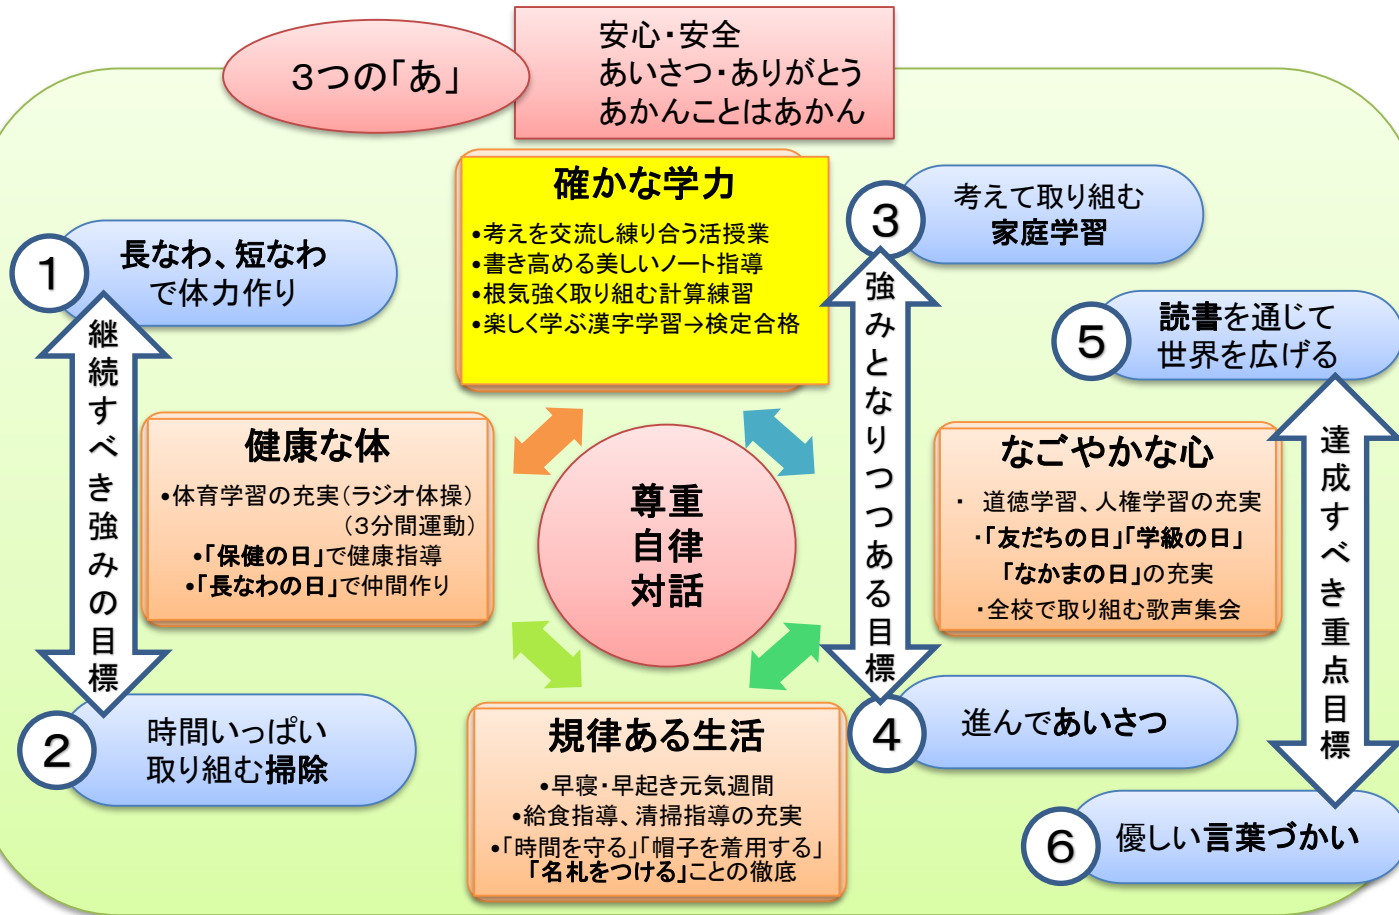 3つの「あ」
安心・安全
あいさつ・ありがとう
あかんことはあかん
確かな学力
•考えを交流し練り合う活授業
•書き高める美しいノート指導
•根気強く取り組む計算練習
•楽しく学ぶ漢字学習→検定合格
1
長なわ、短なわ
で体力作り
継続すべき強みの目標
2
時間いっぱい
取り組む掃除
健康な体
•体育学習の充実(ラジオ体操)
(3分間運動)
•「保健の日」で健康指導
•「長なわの日」で仲間作り
尊重
自律
対話
規律ある生活
•早寝・早起き元気週間
•給食指導、清掃指導の充実
•「時間を守る」「帽子を着用する」
「名札をつける」ことの徹底
3
考えて取り組む
家庭学習
強みとなりつつある目標
4
進んであいさつ
なごやかな心
・ 道徳学習、人権学習の充実
・「友だちの日」「学級の日」
「なかまの日」の充実
・全校で取り組む歌声集会
5
読書を通じて
世界を広げる
達成すべき重点目標
6
優しい言葉づかい